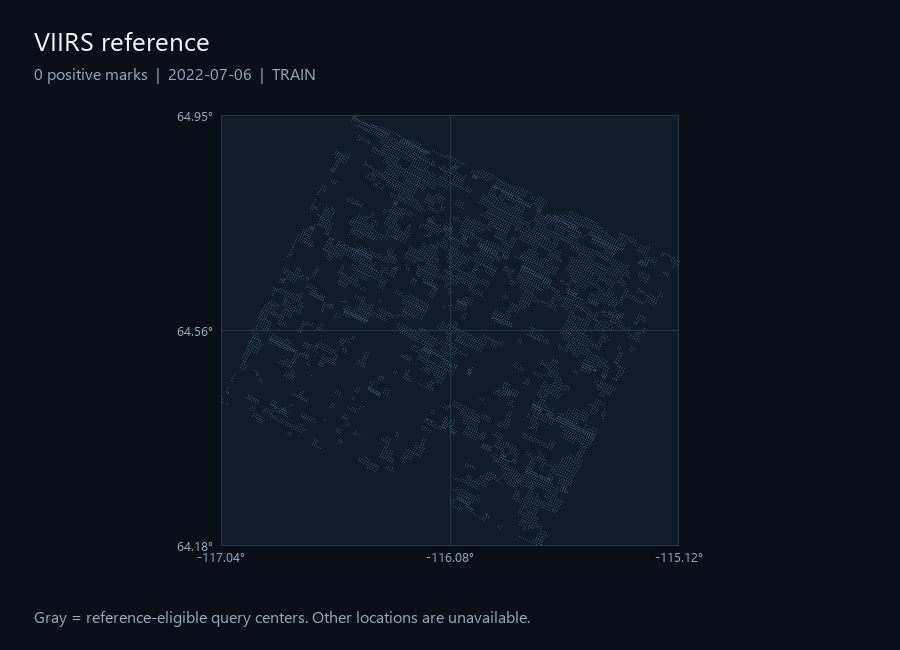 VIIRS reference
0 positive marks | 2022-07-06 | TRAIN
64.95°
64.56°
64.18°
-117.04°
-116.08°
-115.12°
Gray = reference-eligible query centers. Other locations are unavailable.